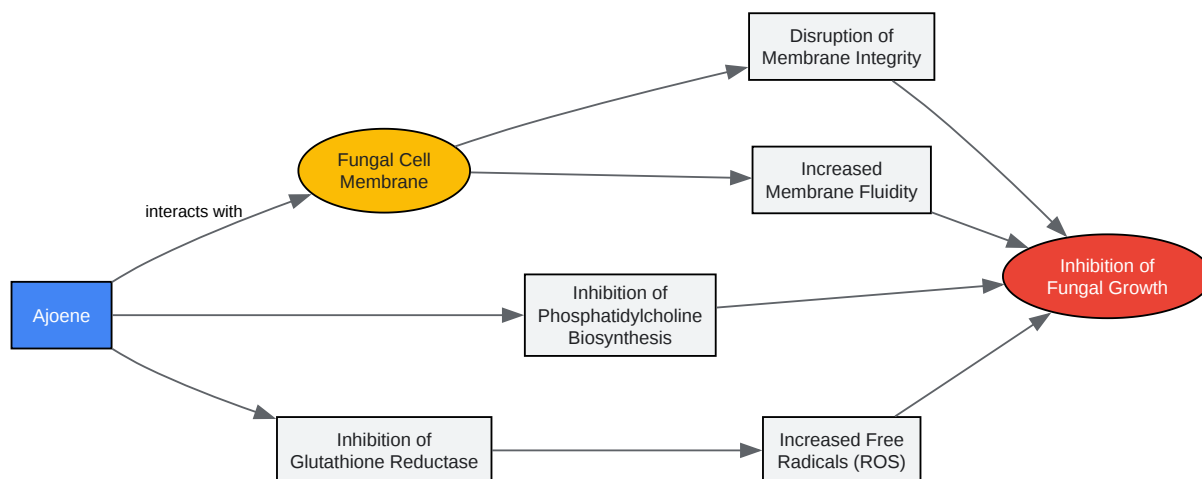 Disruption of
Membrane Integrity
Fungal Cell
Membrane
Increased
Membrane Fluidity
interacts with
Inhibition of
Fungal Growth
Ajoene
Inhibition of
Phosphatidylcholine
Biosynthesis
Inhibition of
Glutathione Reductase
Increased Free
Radicals (ROS)